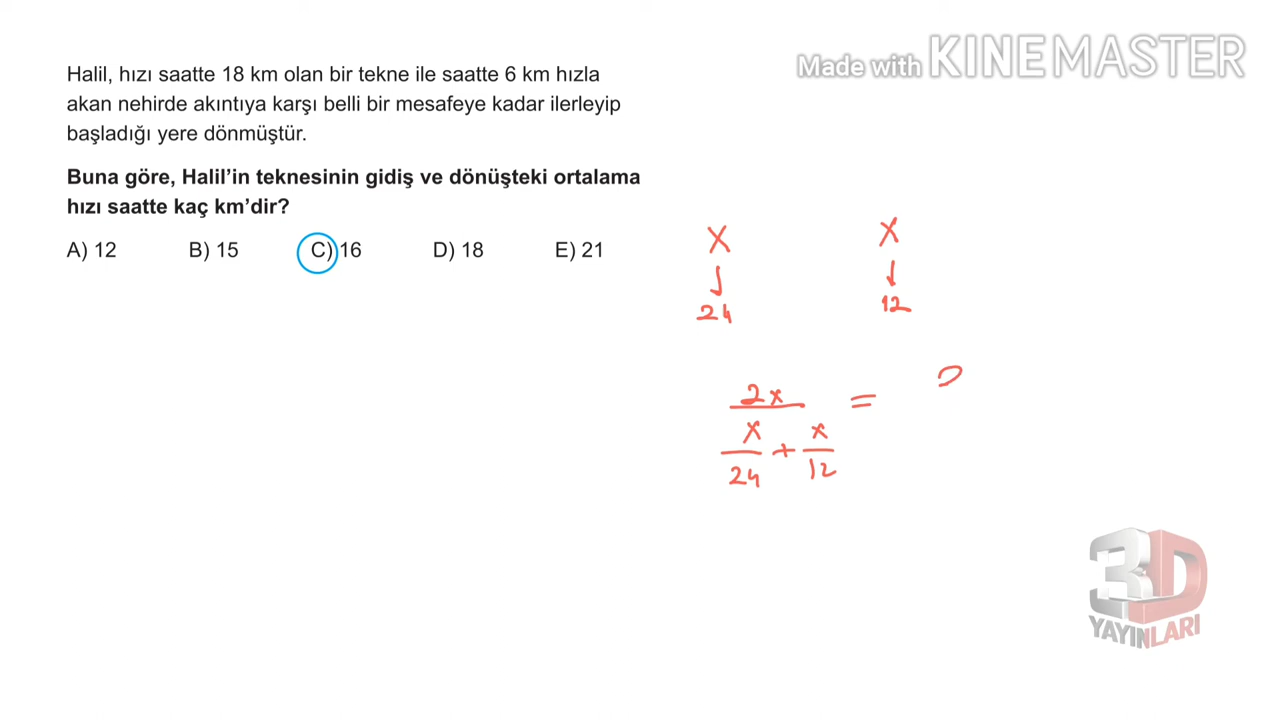 Made with KINEMASTER
Halil, hızı saatte 18 km olan bir tekne ile saatte 6 km hızla
akan nehirde akıntıya karşı belli bir mesafeye kadar ilerleyip
başladığı yere dönmüştür.
Buna göre, Halil’in teknesinin gidiş ve dönüşteki ortalama
hızı saatte kaç km’dir?
A) 12 B) 15 C) 16 D) 18 E) 21
x x
24 12
2x =
x + x
24 12
3D
YAYINLARI